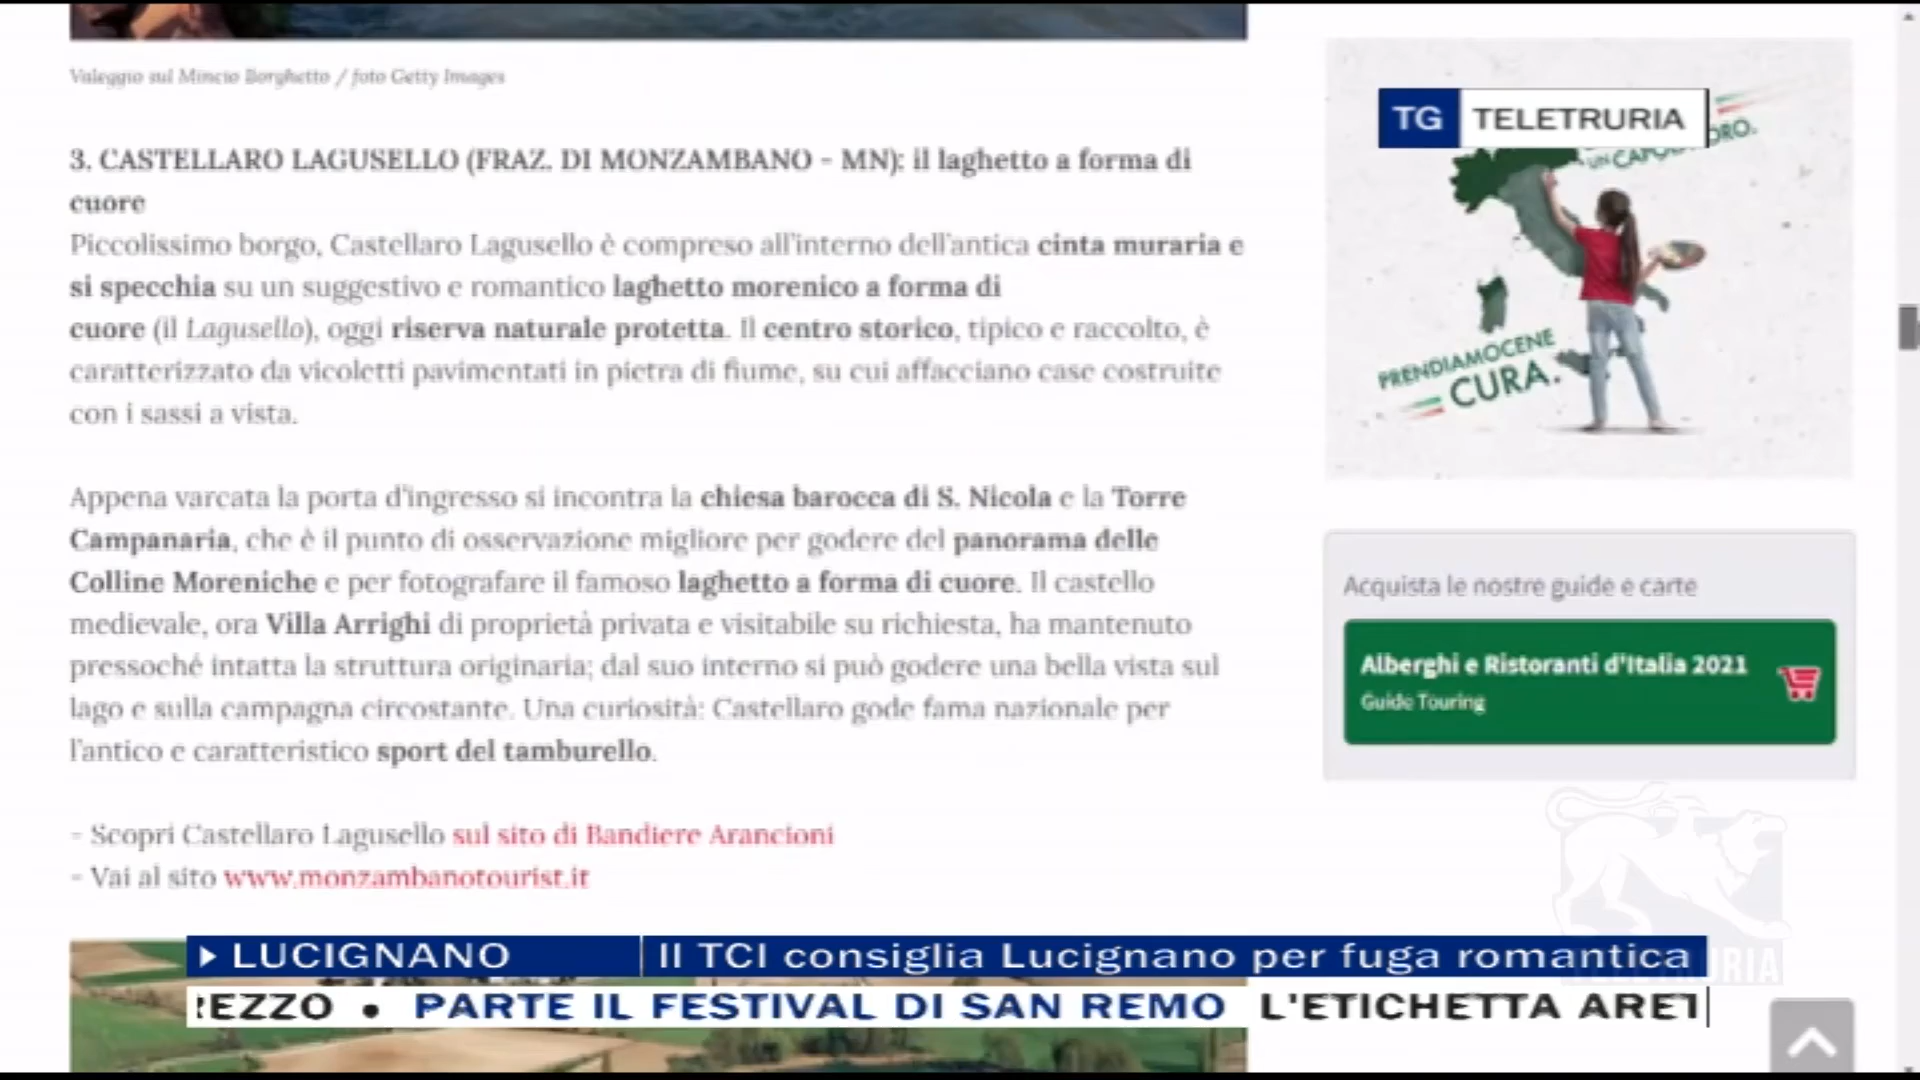 Valeggio sul Mincio Borghetto / foto Getty Images
3. CASTELLARO LAGUSELLO (FRAZ. DI MONZAMBANO - MN): il laghetto a forma di
cuore
Piccolissimo borgo, Castellaro Lagusello è compreso all'interno dell'antica cinta muraria e
si specchia su un suggestivo e romantico laghetto morenico a forma di
cuore (il Lagusello), oggi riserva naturale protetta. Il centro storico, tipico e raccolto, è
caratterizzato da vicoletti pavimentati in pietra di fiume, su cui affacciano case costruite
con i sassi a vista.
Appena varcata la porta d'ingresso si incontra la chiesa barocca di S. Nicola e la Torre
Campanaria, che è il punto di osservazione migliore per godere del panorama delle
Colline Moreniche e per fotografare il famoso laghetto a forma di cuore. Il castello
medievale, ora Villa Arrighi di proprietà privata e visitabile su richiesta, ha mantenuto
pressoché intatta la struttura originaria; dal suo interno si può godere una bella vista sul
lago e sulla campagna circostante. Una curiosità: Castellaro gode fama nazionale per
l'antico e caratteristico sport del tamburello.
- Scopri Castellaro Lagusello sul sito di Bandiere Arancioni
- Vai al sito www.monzambanotourist.it
TG TELETRURIA
PRENDIAMOCENE
CURA.
Acquista le nostre guide e carte
Alberghi e Ristoranti d'Italia 2021
Guide Touring
LUCIGNANO Il TCI consiglia Lucignano per fuga romantica
REZZO • PARTE IL FESTIVAL DI SAN REMO L'ETICHETTA ARET